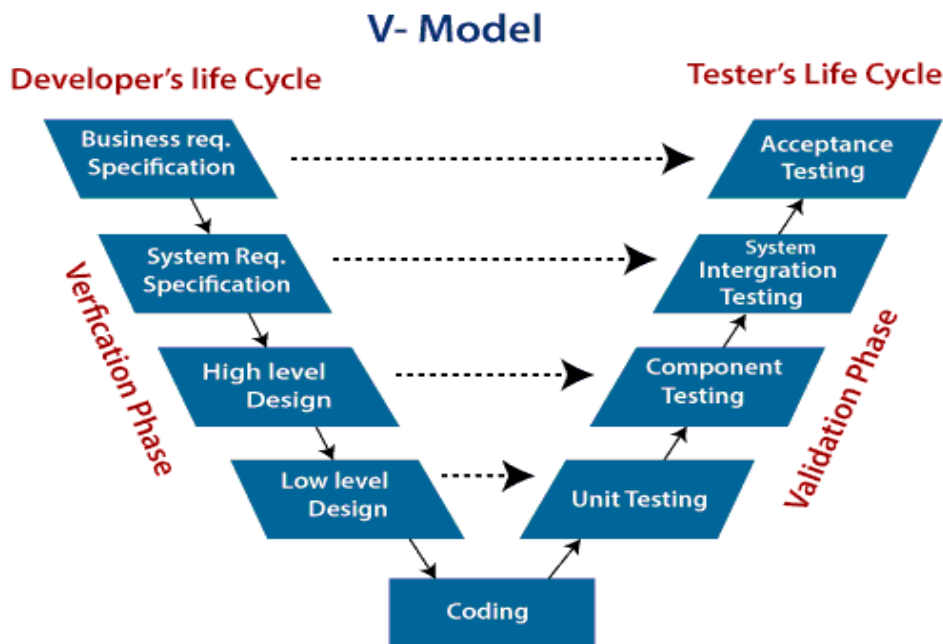 V- Model
Developer's life Cycle
Tester's Life Cycle
Business req.
Specification
Acceptance
Testing
System Req.
Specification
System
Intergration
Testing
Verfication Phase
High level
Design
Component
Testing
Validation Phase
Low level
Design
Unit Testing
Coding